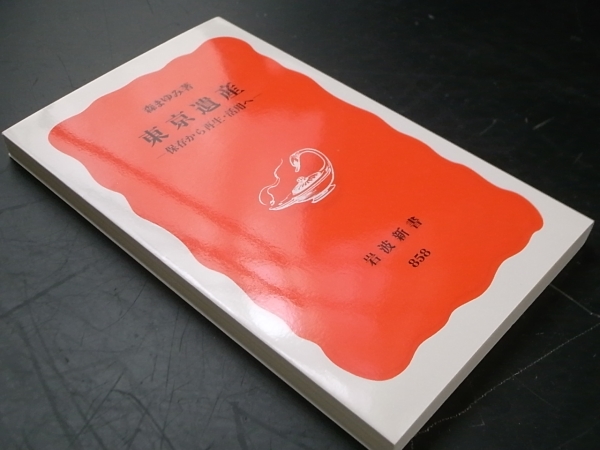 森まゆみ著
東京遺産
―保存から再生・活用へ―
岩波新書
858